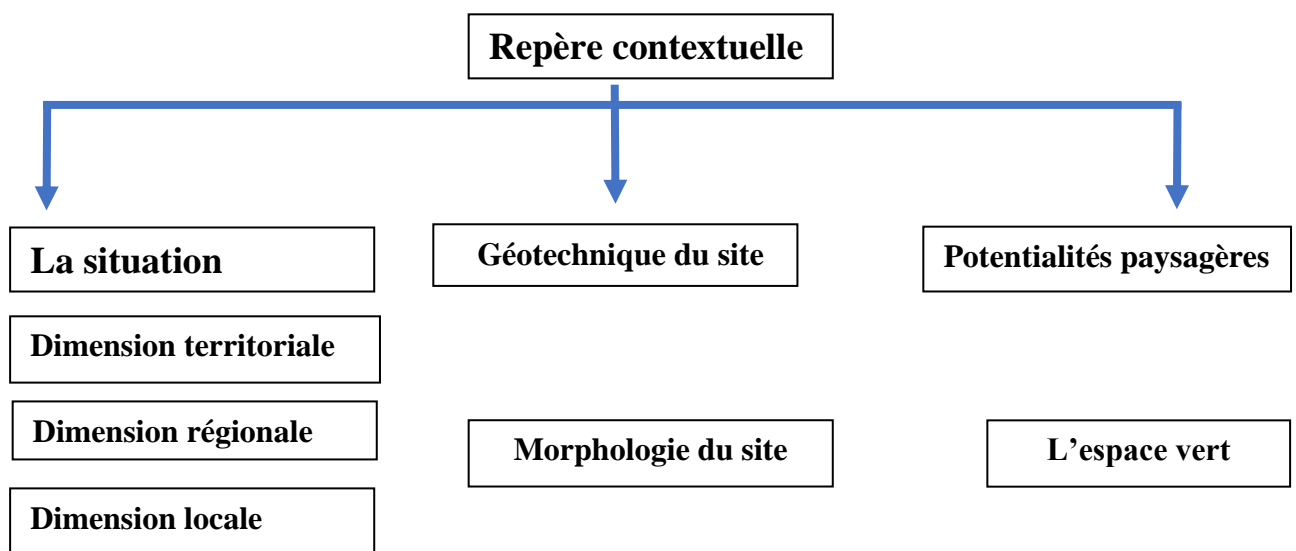 Repère contextuelle
La situation
Géotechnique du site
Potentialités paysagères
Dimension territoriale
Dimension régionale
Morphologie du site
L’espace vert
Dimension locale